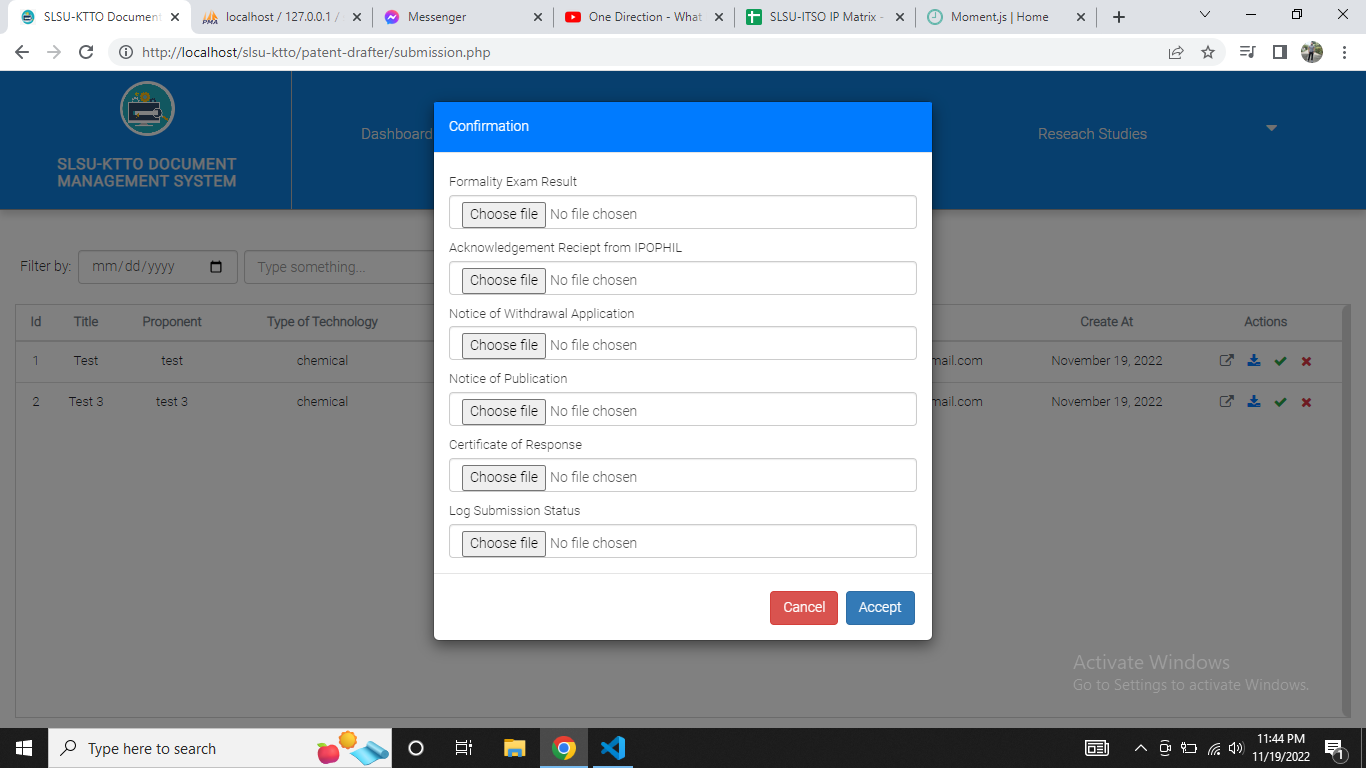 SLSU-KTTO Document
PMA localhost / 127.0.0.1 /
Messenger
One Direction - What
SLSU-ITSO IP Matrix -
Moment.js | Home
http://localhost/slsu-ktto/patent-drafter/submission.php
SLSU-KTTO DOCUMENT
MANAGEMENT SYSTEM
Dashboard
Reseach Studies
Confirmation
Formality Exam Result
Choose file No file chosen
Acknowledgement Reciept from IPOPHIL
Choose file No file chosen
Notice of Withdrawal Application
Choose file No file chosen
Notice of Publication
Choose file No file chosen
Certificate of Response
Choose file No file chosen
Log Submission Status
Choose file No file chosen
Cancel Accept
Filter by: mm/dd/yyyy Type something...
Id Title Proponent Type of Technology Create At Actions
1 Test test chemical mail.com November 19, 2022
2 Test 3 test 3 chemical mail.com November 19, 2022
Activate Windows
Go to Settings to activate Windows.
Type here to search
11:44 PM
11/19/2022
1